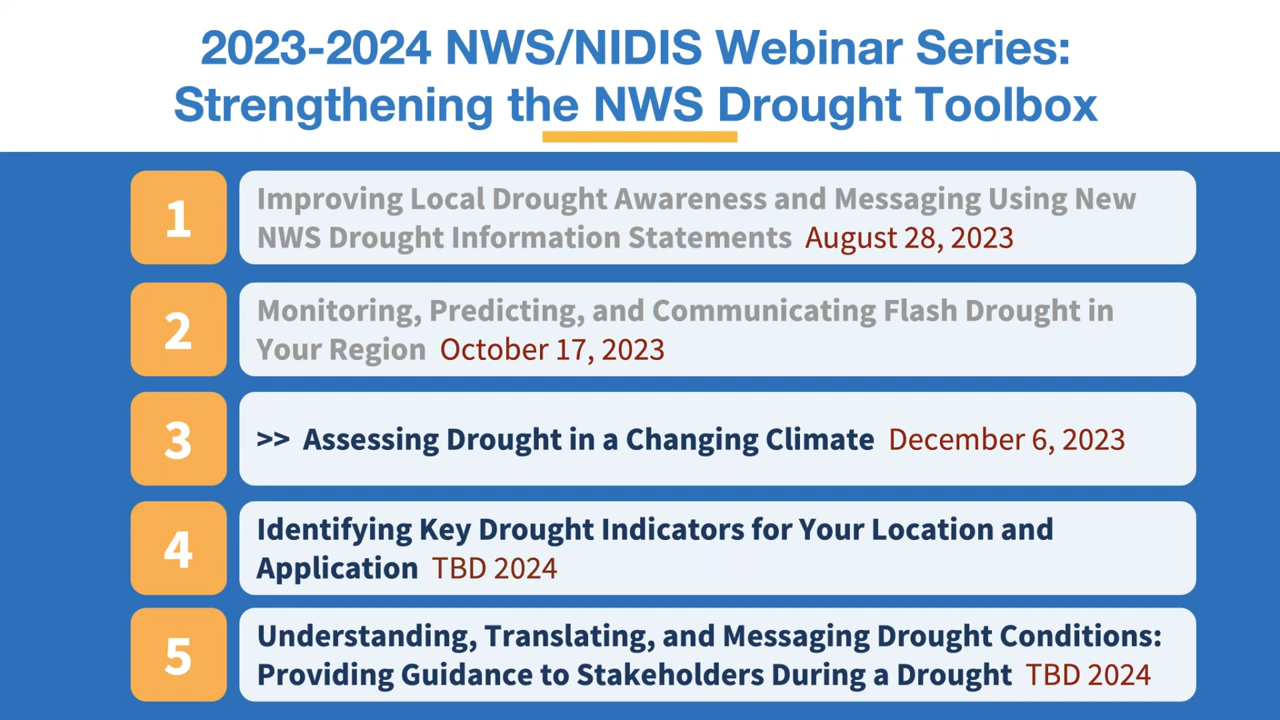 2023-2024 NWS/NIDIS Webinar Series:
Strengthening the NWS Drought Toolbox
1
Improving Local Drought Awareness and Messaging Using New
NWS Drought Information Statements August 28, 2023
2
Monitoring, Predicting, and Communicating Flash Drought in
Your Region October 17, 2023
3
>> Assessing Drought in a Changing Climate December 6, 2023
4
Identifying Key Drought Indicators for Your Location and
Application TBD 2024
5
Understanding, Translating, and Messaging Drought Conditions:
Providing Guidance to Stakeholders During a Drought TBD 2024